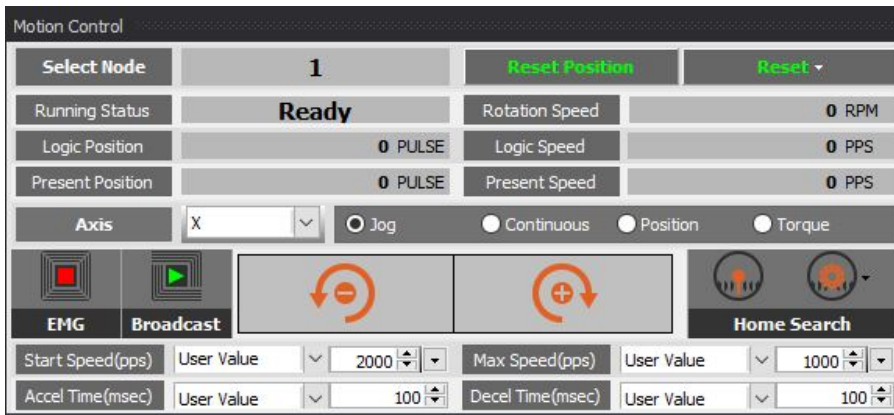 Motion Control
Select Node 1 Reset Position Reset
Running Status Ready Rotation Speed 0 RPM
Logic Position 0 PULSE Logic Speed 0 PPS
Present Position 0 PULSE Present Speed 0 PPS
Axis X Jog Continuous Position Torque
EMG Broadcast Home Search
Start Speed(pps) User Value 2000 Max Speed(pps) User Value 1000
Accel Time(msec) User Value 100 Decel Time(msec) User Value 100